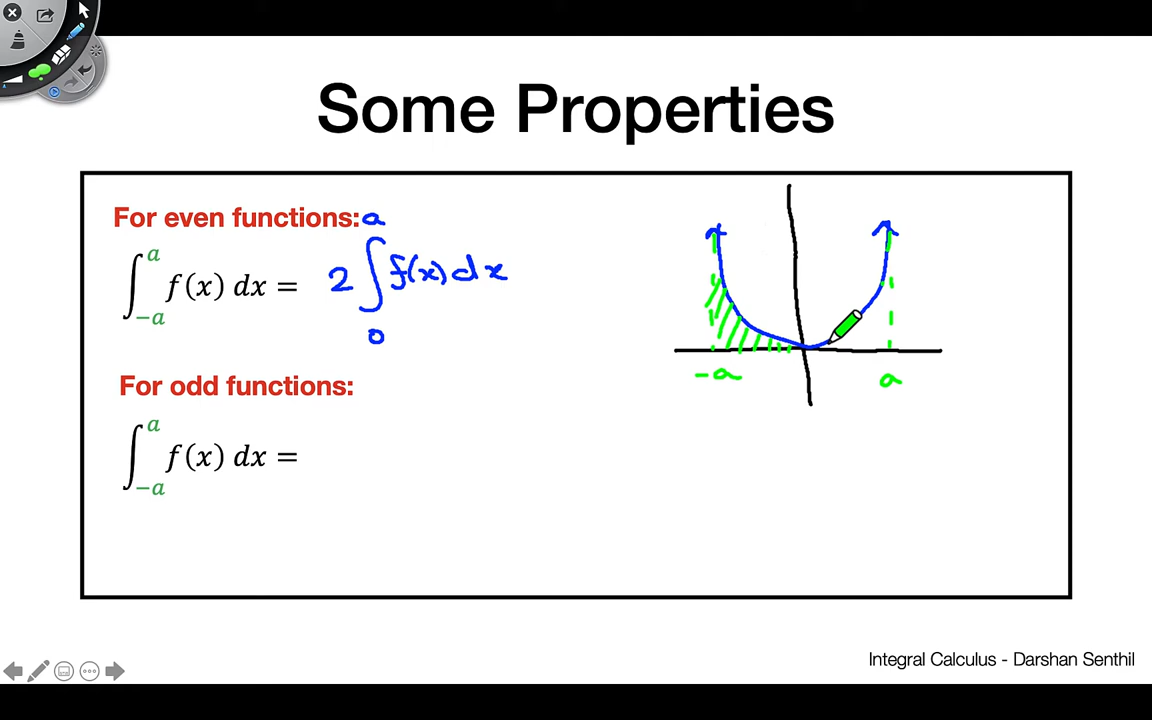 Some Properties
For even functions:
∫_{-a}^{a} f(x) dx = 2 ∫_{0}^{a} f(x) dx
-a a
For odd functions:
∫_{-a}^{a} f(x) dx =
Integral Calculus - Darshan Senthil